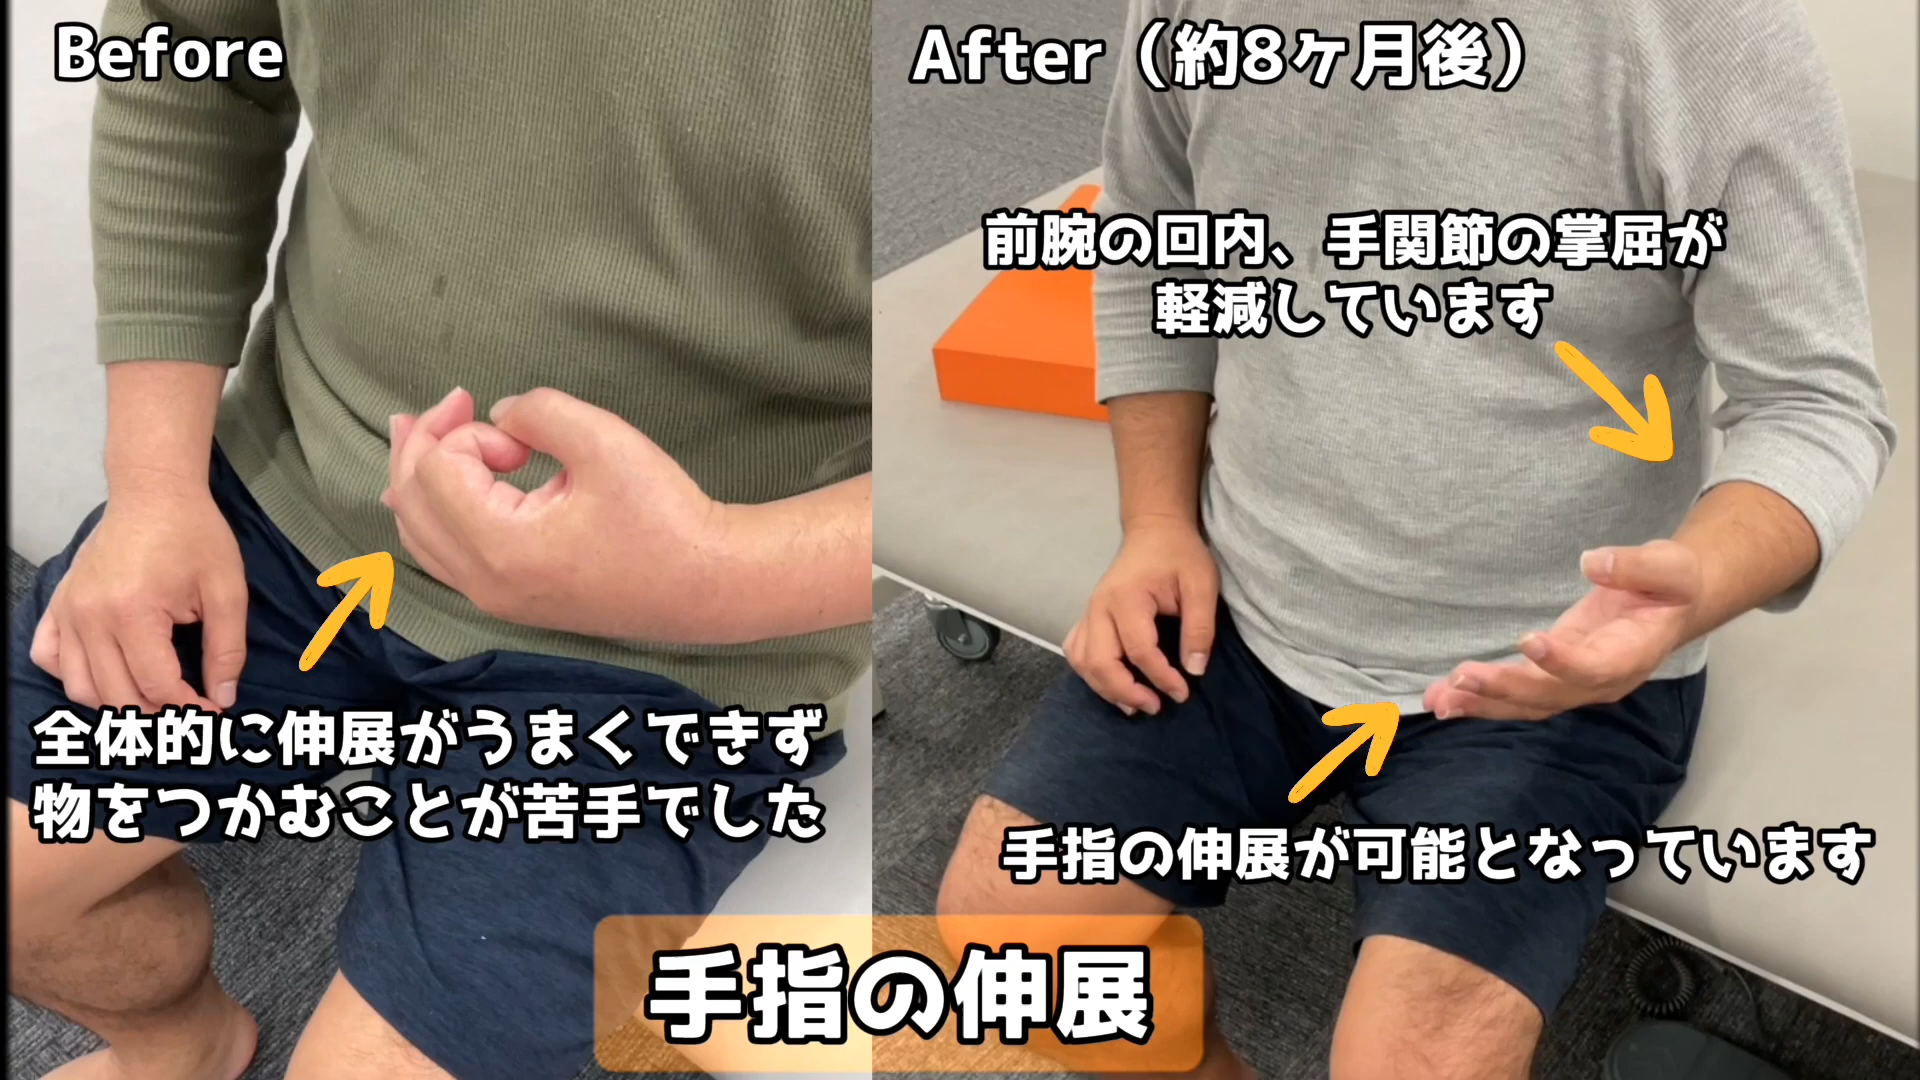 Before
全体的に伸展がうまくできず
物をつかむことが苦手でした
After（約8ヶ月後）
前腕の回内、手関節の掌屈が
軽減しています
手指の伸展が可能となっています
手指の伸展